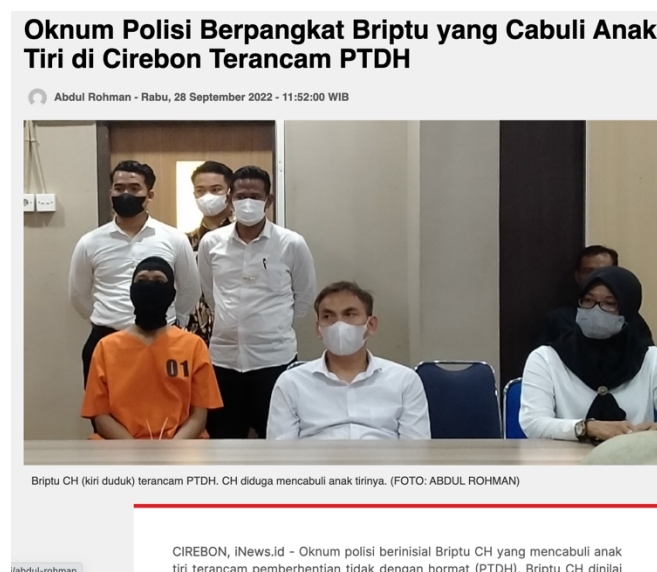 Oknum Polisi Berpangkat Briptu yang Cabuli Anak
Tiri di Cirebon Terancam PTDH
Abdul Rohman - Rabu, 28 September 2022 - 11:52:00 WIB
01
Briptu CH (kiri duduk) terancam PTDH. CH diduga mencabuli anak tirinya. (FOTO: ABDUL ROHMAN)
CIREBON, iNews.id - Oknum polisi berinisial Briptu CH yang mencabuli anak
tiri terancam pemberhentian tidak dengan hormat (PTDH). Briptu CH dinilai
/abdul-rohman